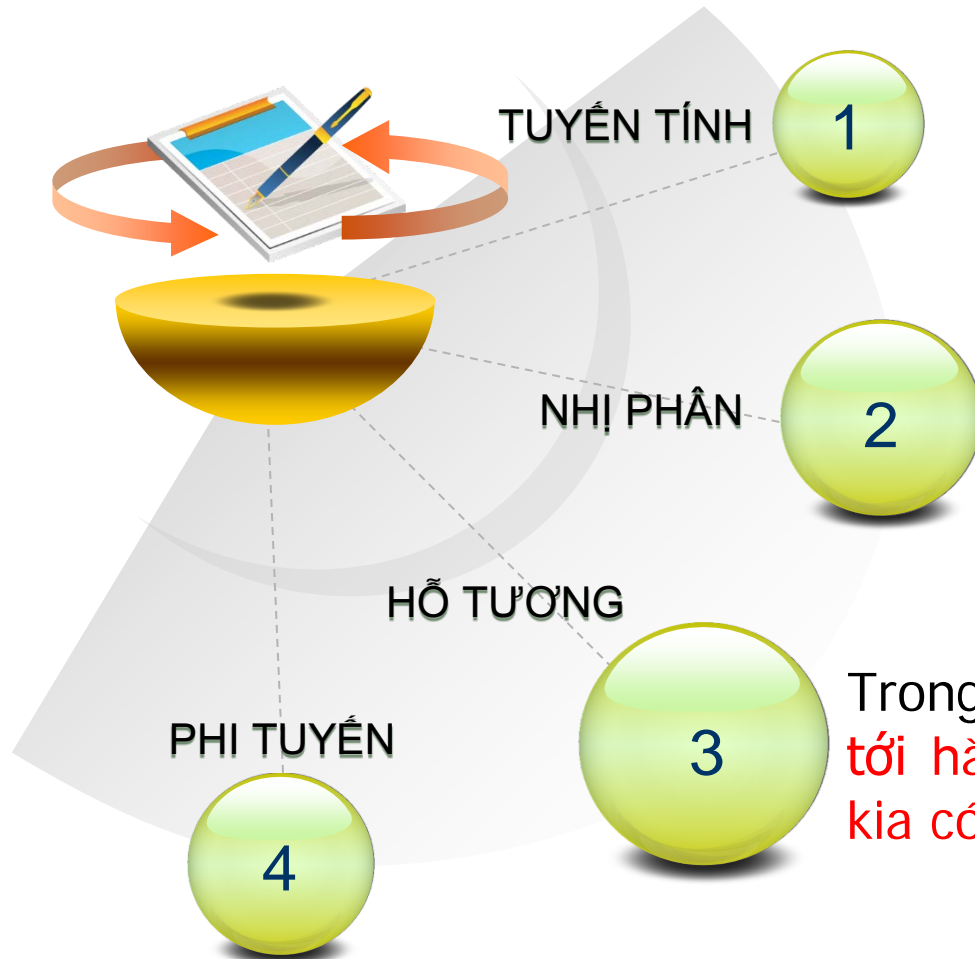 TUYẾN TÍNH
1
NHỊ PHÂN
2
HỖ TƯƠNG
3
Trong
tới
kia có
PHI TUYẾN
4